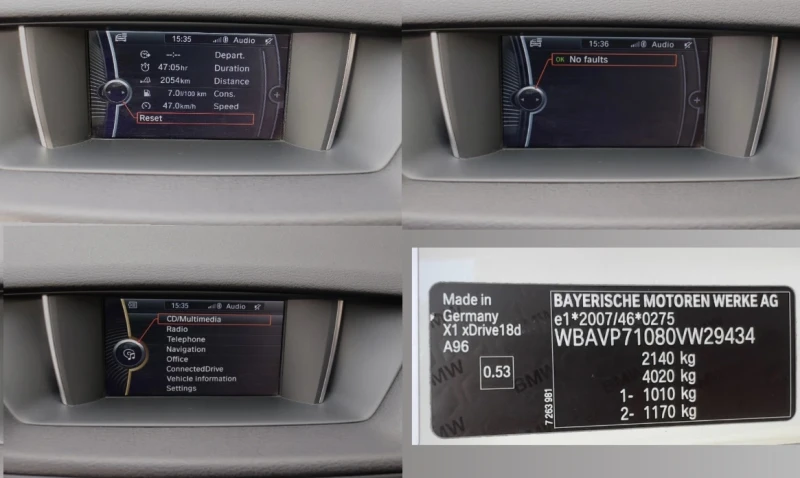 15:35 Audio
--:-- Depart.
47:05hr Duration
2054km Distance
7.0l/100 km Cons.
47.0km/h Speed
Reset
15:36 Audio
OK No faults
15:35 Audio
CD/Multimedia
Radio
Telephone
Navigation
Office
ConnectedDrive
Vehicle information
Settings
Made in
Germany
X1 xDrive18d
A96
0.53
7 263 981
BAYERISCHE MOTOREN WERKE AG
e1*2007/46*0275
WBAVP71080VW29434
2140 kg
4020 kg
1- 1010 kg
2- 1170 kg